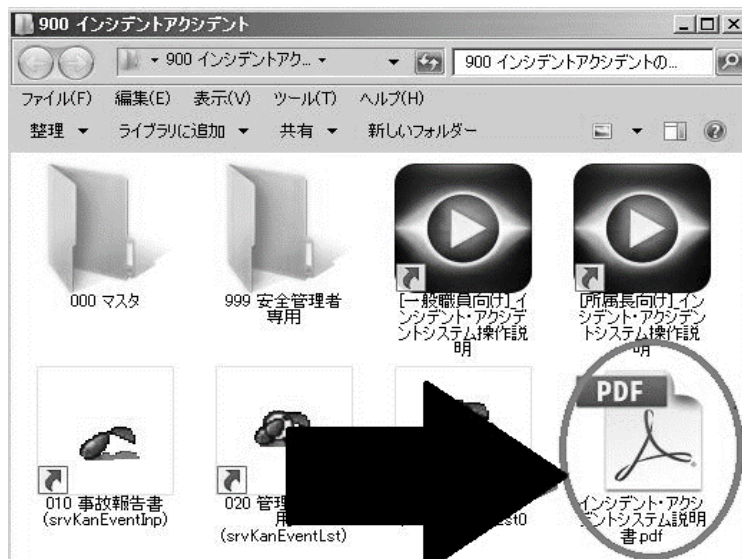 900 インシデントアクシデント
900 インシデントアク...
900 インシデントアクシデントの...
ファイル(F) 編集(E) 表示(V) ツール(T) ヘルプ(H)
整理 ライブラリに追加 共有 新しいフォルダー
000 マスタ
999 安全管理者
専用
[一般職員向け]イ
ンシデント・アクシデ
ントシステム操作説
明
[所属長向け]イン
シデント・アクシデン
トシステム操作説
明
PDF
010 事故報告書
(srvKanEventInp)
020 管理
用
(srvKanEventLst)
インシデント・アクシ
デントシステム説明
書.pdf